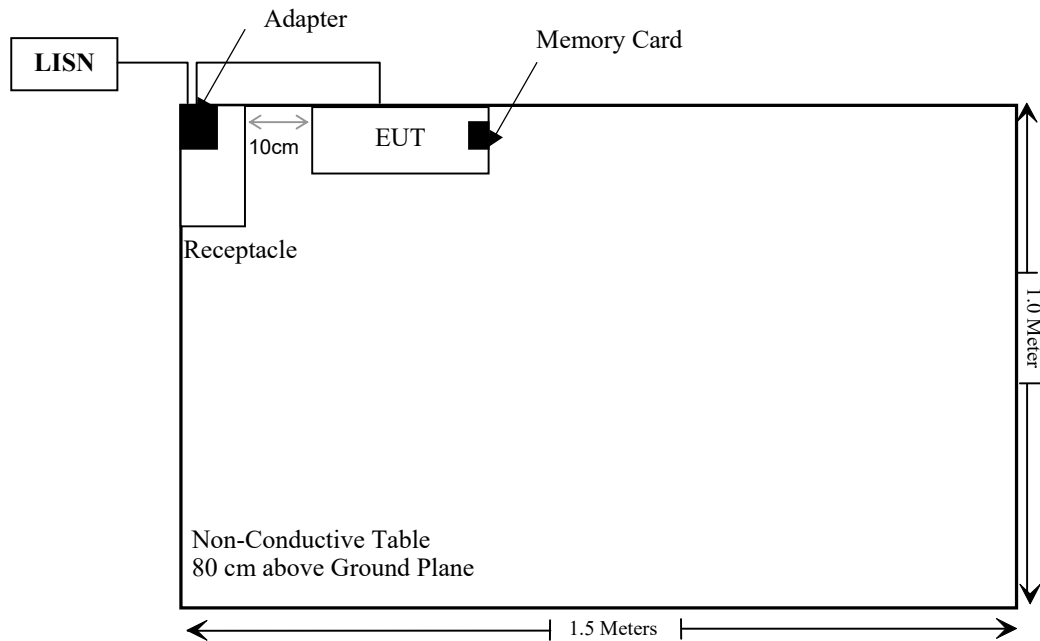 Adapter
Memory Card
LISN
EUT
10cm
Receptacle
1.0 Meter
Non-Conductive Table
80 cm above Ground Plane
1.5 Meters